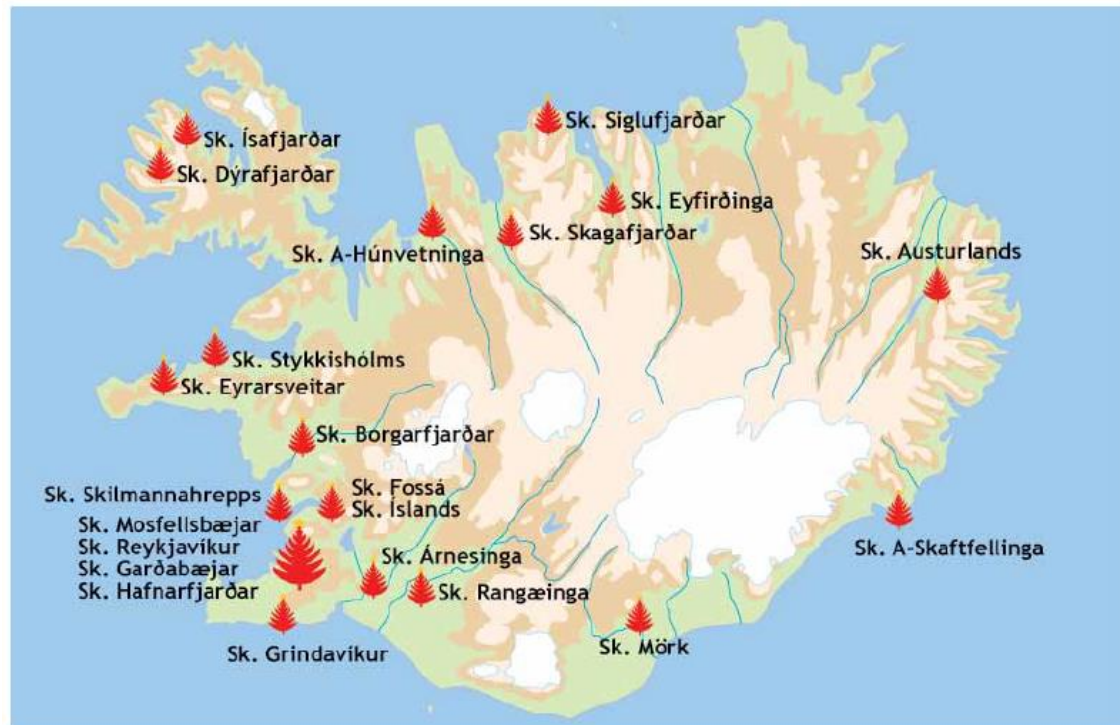 Sk. Siglufjarðar
Sk. Ísafjarðar
Sk. Dýrafjarðar
Sk. Eyfirðinga
Sk. Skagafjarðar
Sk. A-Húnvetninga
Sk. Austurlands
Sk. Stykkishólms
Sk. Eyrarsveitar
Sk. Borgarfjarðar
Sk. Skilmannahrepps
Sk. Fossá
Sk. Íslands
Sk. Mosfellsbæjar
Sk. Reykjavíkur
Sk. Garðabæjar
Sk. Hafnarfjarðar
Sk. Árnesinga
Sk. Rangæinga
Sk. A-Skaftfellinga
Sk. Mörk
Sk. Grindavíkur